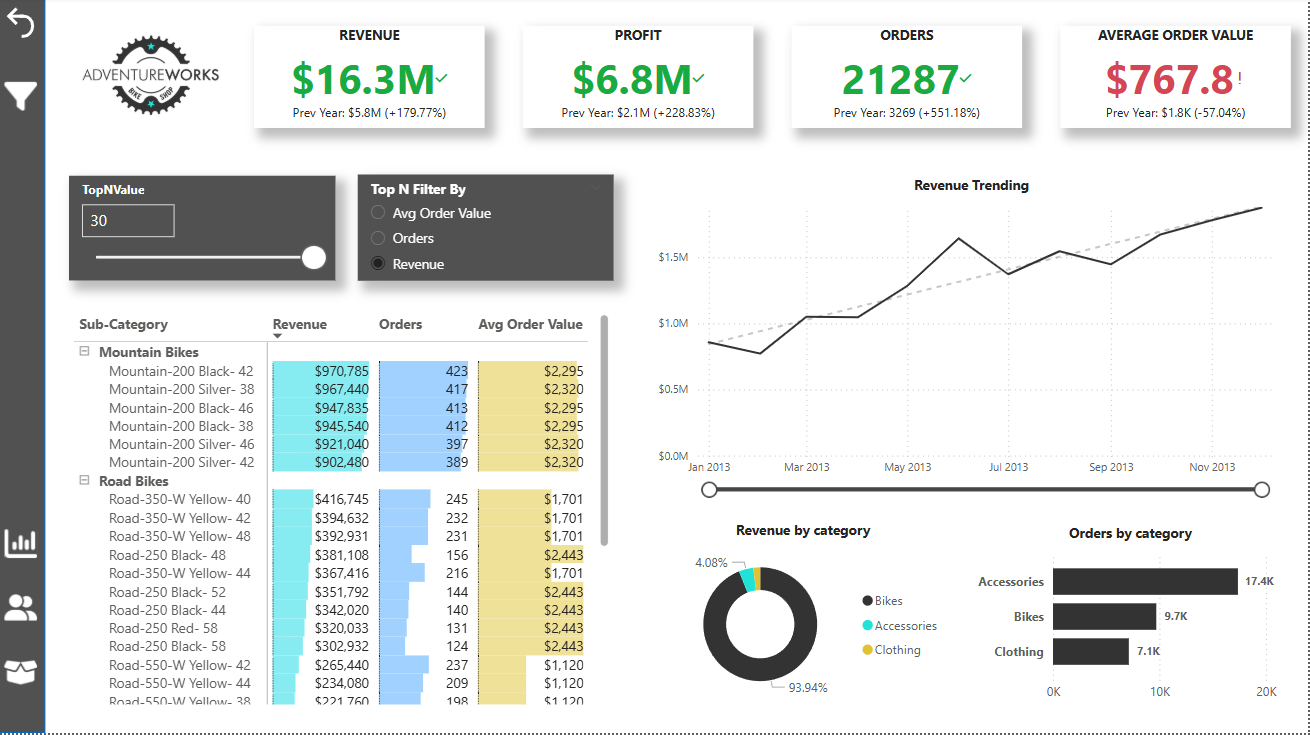 ADVENTUREWORKS
BIKE SHOP
REVENUE
$16.3M
Prev Year: $5.8M (+179.77%)
PROFIT
$6.8M
Prev Year: $2.1M (+228.83%)
ORDERS
21287
Prev Year: 3269 (+551.18%)
AVERAGE ORDER VALUE
$767.8!
Prev Year: $1.8K (-57.04%)
TopNValue
30
Top N Filter By
Avg Order Value
Orders
Revenue
Sub-Category Revenue Orders Avg Order Value
Mountain Bikes
Mountain-200 Black- 42 $970,785 423 $2,295
Mountain-200 Silver- 38 $967,440 417 $2,320
Mountain-200 Black- 46 $947,835 413 $2,295
Mountain-200 Black- 38 $945,540 412 $2,295
Mountain-200 Silver- 46 $921,040 397 $2,320
Mountain-200 Silver- 42 $902,480 389 $2,320
Road Bikes
Road-350-W Yellow- 40 $416,745 245 $1,701
Road-350-W Yellow- 42 $394,632 232 $1,701
Road-350-W Yellow- 48 $392,931 231 $1,701
Road-250 Black- 48 $381,108 156 $2,443
Road-350-W Yellow- 44 $367,416 216 $1,701
Road-250 Black- 52 $351,792 144 $2,443
Road-250 Black- 44 $342,020 140 $2,443
Road-250 Red- 58 $320,033 131 $2,443
Road-250 Black- 58 $302,932 124 $2,443
Road-550-W Yellow- 42 $265,440 237 $1,120
Road-550-W Yellow- 44 $234,080 209 $1,120
Road-550-W Yellow- 38 $221,760 198 $1,120
Revenue Trending
$1.5M
$1.0M
$0.5M
$0.0M
Jan 2013 Mar 2013 May 2013 Jul 2013 Sep 2013 Nov 2013
Revenue by category
4.08%
93.94%
Bikes
Accessories
Clothing
Orders by category
Accessories 17.4K
Bikes 9.7K
Clothing 7.1K
0K 10K 20K